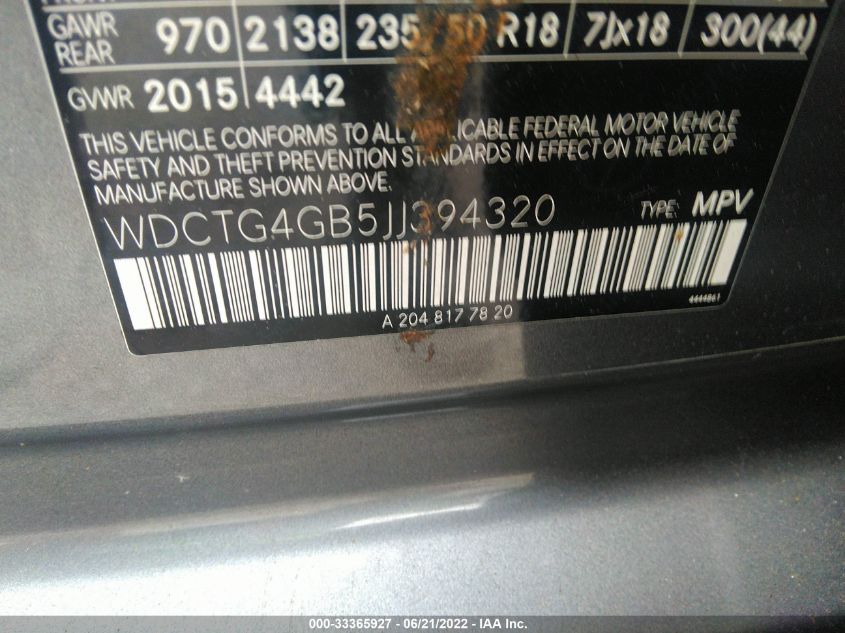 GAWR REAR 970 2138 235/50 R18 7Jx18 300(44)
GVWR 2015 4442
THIS VEHICLE CONFORMS TO ALL APPLICABLE FEDERAL MOTOR VEHICLE
SAFETY AND THEFT PREVENTION STANDARDS IN EFFECT ON THE DATE OF
MANUFACTURE SHOWN ABOVE.
WDCTG4GB5JJ394320 TYPE: MPV
4444861
A 204 817 78 20
000-33365927 - 06/21/2022 - IAA Inc.